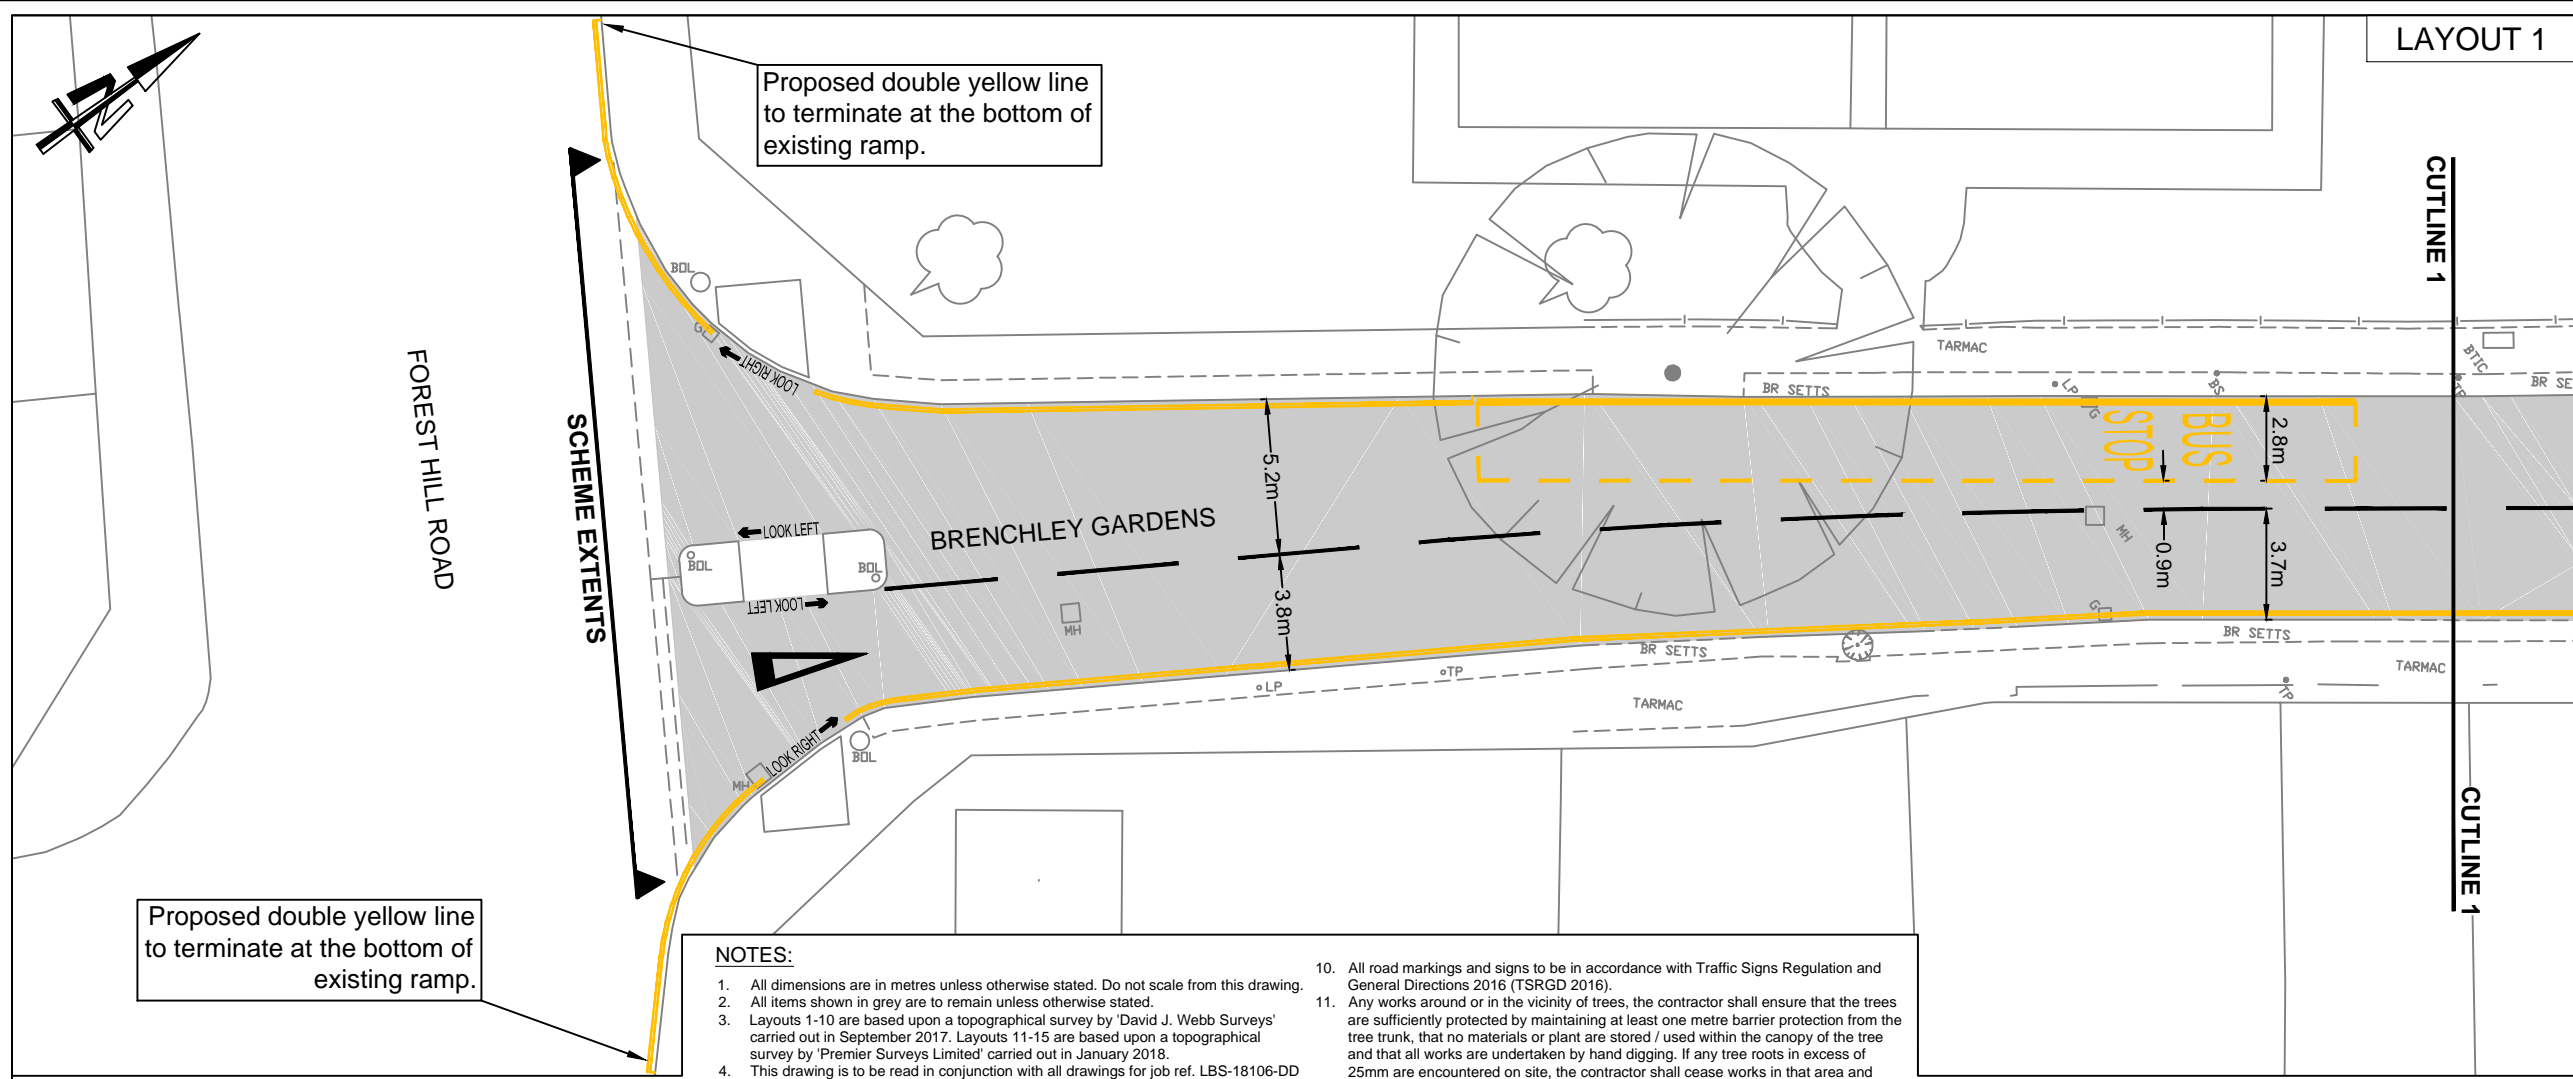 LAYOUT 1
N
Proposed double yellow line
to terminate at the bottom of
existing ramp.
CUTLINE 1
BOL
G
LOOK RIGHT
TARMAC
BR SETTS
LP
G
BS
BTIC
TP
BR SE
BUS
STOP
2.8m
FOREST HILL ROAD
SCHEME EXTENTS
5.2m
BRENCHLEY GARDENS
LOOK LEFT
BOL
BOL
LOOK LEFT
MH
3.8m
MH
0.9m
3.7m
G
BR SETTS
BR SETTS
TARMAC
LP
TP
TARMAC
TP
LOOK RIGHT
BOL
MH
CUTLINE 1
Proposed double yellow line
to terminate at the bottom of
existing ramp.
NOTES:
1. All dimensions are in metres unless otherwise stated. Do not scale from this drawing.
2. All items shown in grey are to remain unless otherwise stated.
3. Layouts 1-10 are based upon a topographical survey by 'David J. Webb Surveys'
carried out in September 2017. Layouts 11-15 are based upon a topographical
survey by 'Premier Surveys Limited' carried out in January 2018.
4. This drawing is to be read in conjunction with all drawings for job ref. LBS-18106-DD
10. All road markings and signs to be in accordance with Traffic Signs Regulation and
General Directions 2016 (TSRGD 2016).
11. Any works around or in the vicinity of trees, the contractor shall ensure that the trees
are sufficiently protected by maintaining at least one metre barrier protection from the
tree trunk, that no materials or plant are stored / used within the canopy of the tree
and that all works are undertaken by hand digging. If any tree roots in excess of
25mm are encountered on site, the contractor shall cease works in that area and